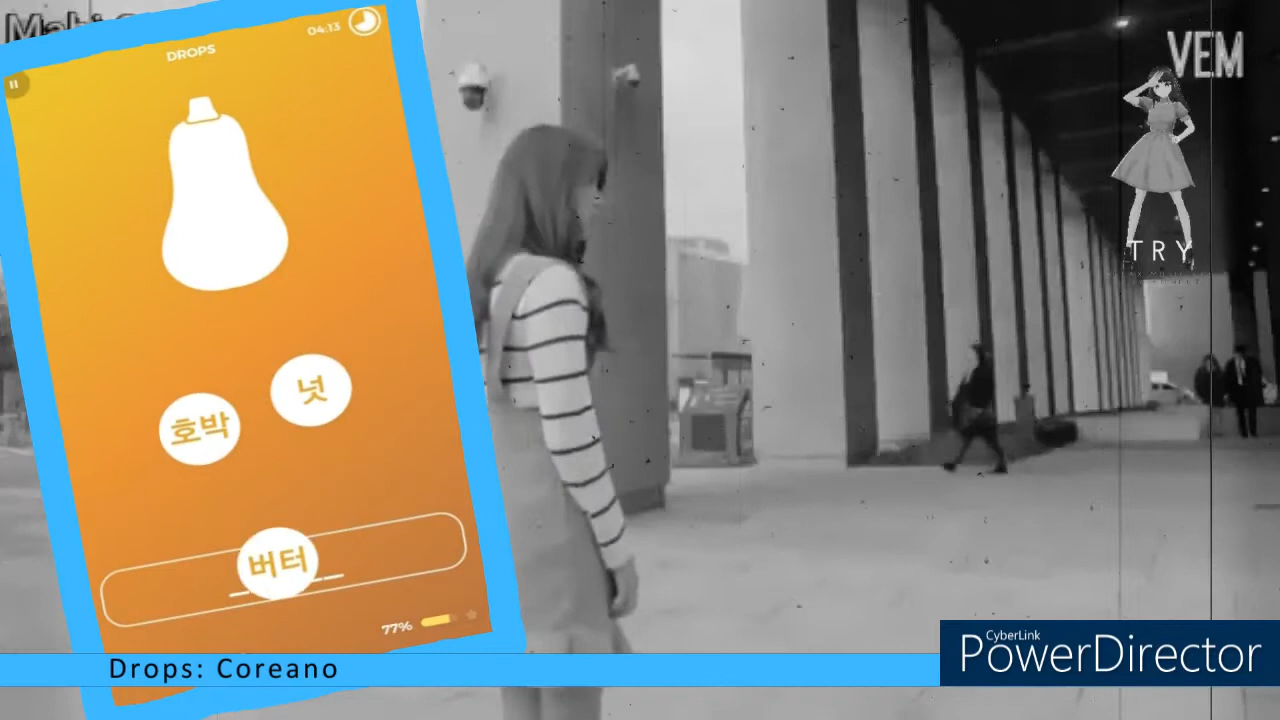 04:13
DROPS
VEM
TRY
넛
호박
버터
77%
Drops: Coreano
CyberLink
PowerDirector